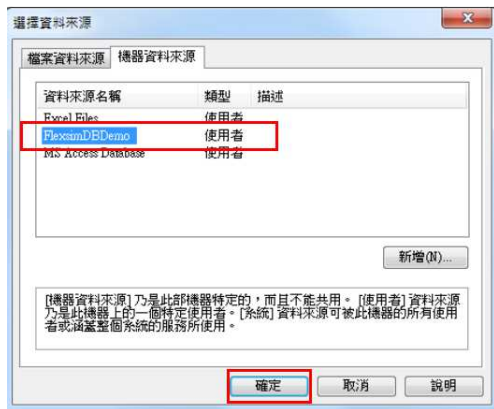 選擇資料來源
檔案資料來源 機器資料來源
資料來源名稱 類型 描述
Excel Files 使用者
FlexsimDBDemo 使用者
MS Access Database 使用者
新增(N)...
[機器資料來源] 乃是此部機器特定的，而且不能共用。[使用者] 資料來源
乃是此機器上的一個特定使用者。[系統] 資料來源可被此機器的所有使用
者或涵蓋整個系統的服務所使用。
確定 取消 說明